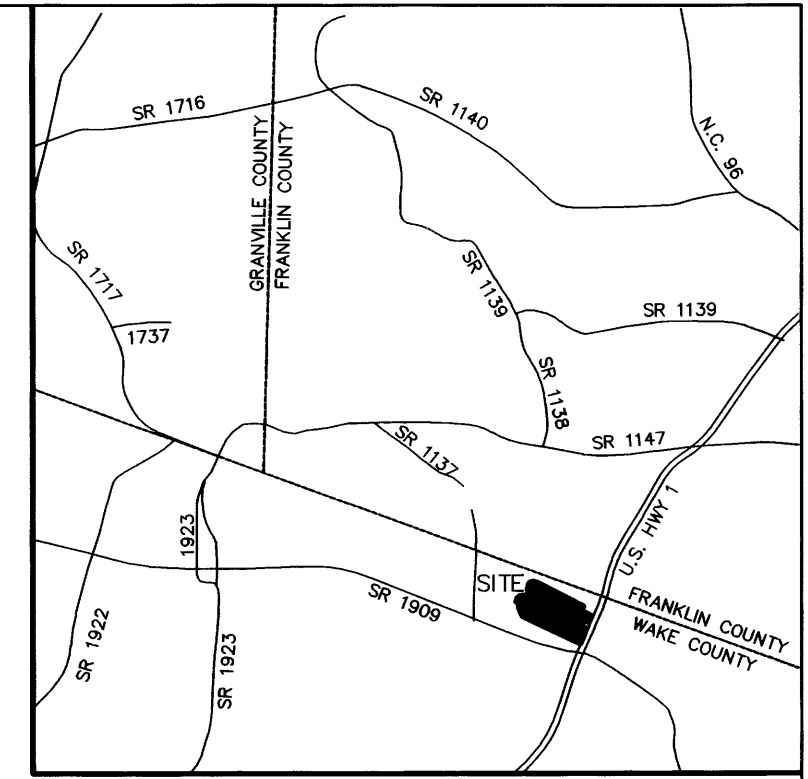 SR 1716
SR 1140
N.C. 96
GRANVILLE COUNTY
FRANKLIN COUNTY
SR 1717
1737
SR 1139
SR 1139
SR 1138
SR 1137
SR 1147
U.S. HWY 1
1923
SITE
SR 1909
FRANKLIN COUNTY
WAKE COUNTY
SR 1922
SR 1923